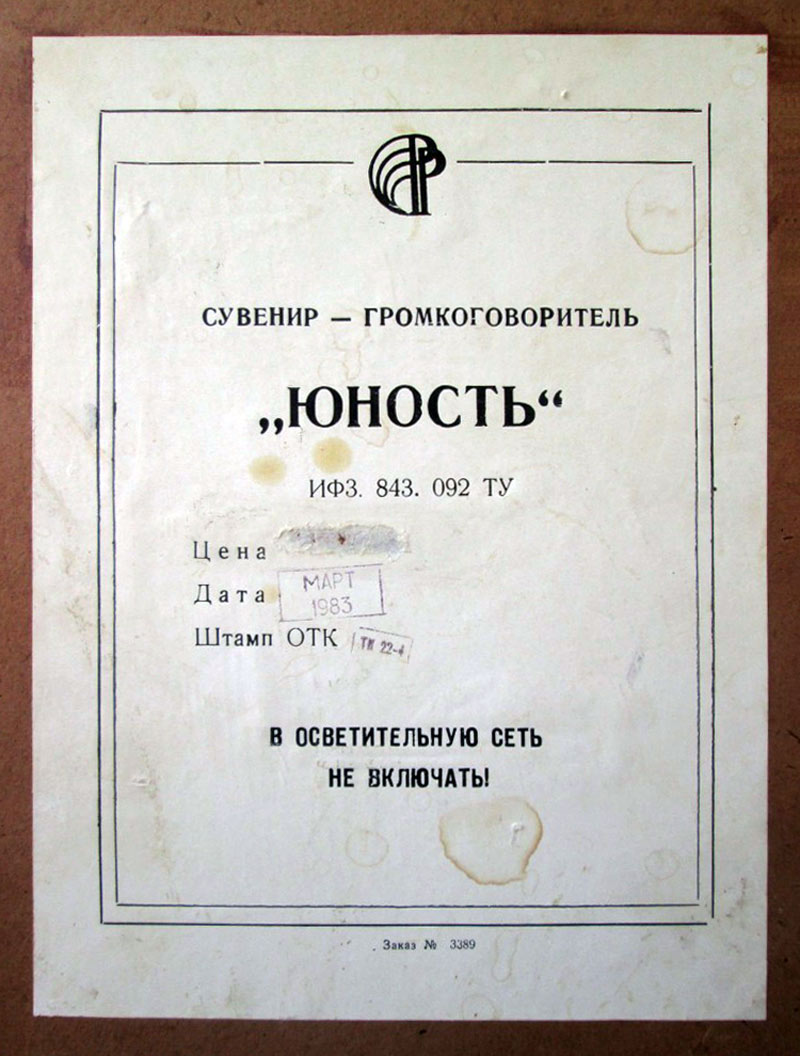 СУВЕНИР — ГРОМКОГОВОРИТЕЛЬ
„ЮНОСТЬ“
ИФЗ. 843. 092 ТУ
Цена
Дата МАРТ
1983
Штамп ОТК ТК 22-4
В ОСВЕТИТЕЛЬНУЮ СЕТЬ
НЕ ВКЛЮЧАТЬ!
Заказ № 3389